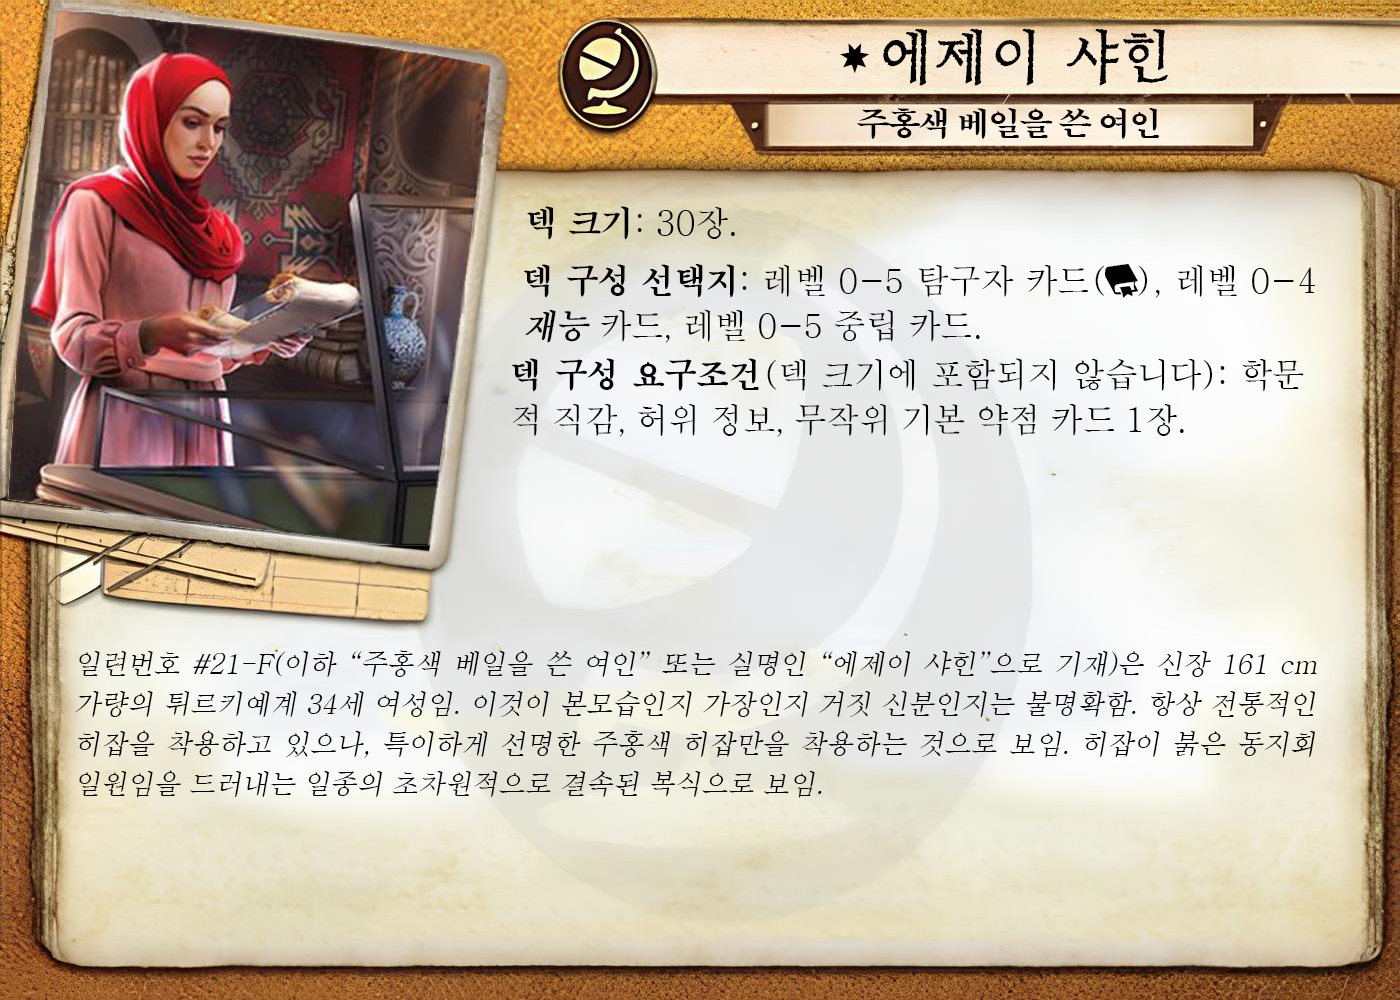 ✷에제이 샤힌
주홍색 베일을 쓴 여인
덱 크기: 30장.
덱 구성 선택지: 레벨 0-5 탐구자 카드(), 레벨 0-4
재능 카드, 레벨 0-5 중립 카드.
덱 구성 요구조건(덱 크기에 포함되지 않습니다): 학문
적 직감, 허위 정보, 무작위 기본 약점 카드 1장.
일련번호 #21-F(이하 “주홍색 베일을 쓴 여인” 또는 실명인 “에제이 샤힌”으로 기재)은 신장 161 cm
가량의 튀르키예계 34세 여성임. 이것이 본모습인지 가장인지 거짓 신분인지는 불명확함. 항상 전통적인
히잡을 착용하고 있으나, 특이하게 선명한 주홍색 히잡만을 착용하는 것으로 보임. 히잡이 붉은 동지회
일원임을 드러내는 일종의 초차원적으로 결속된 복식으로 보임.